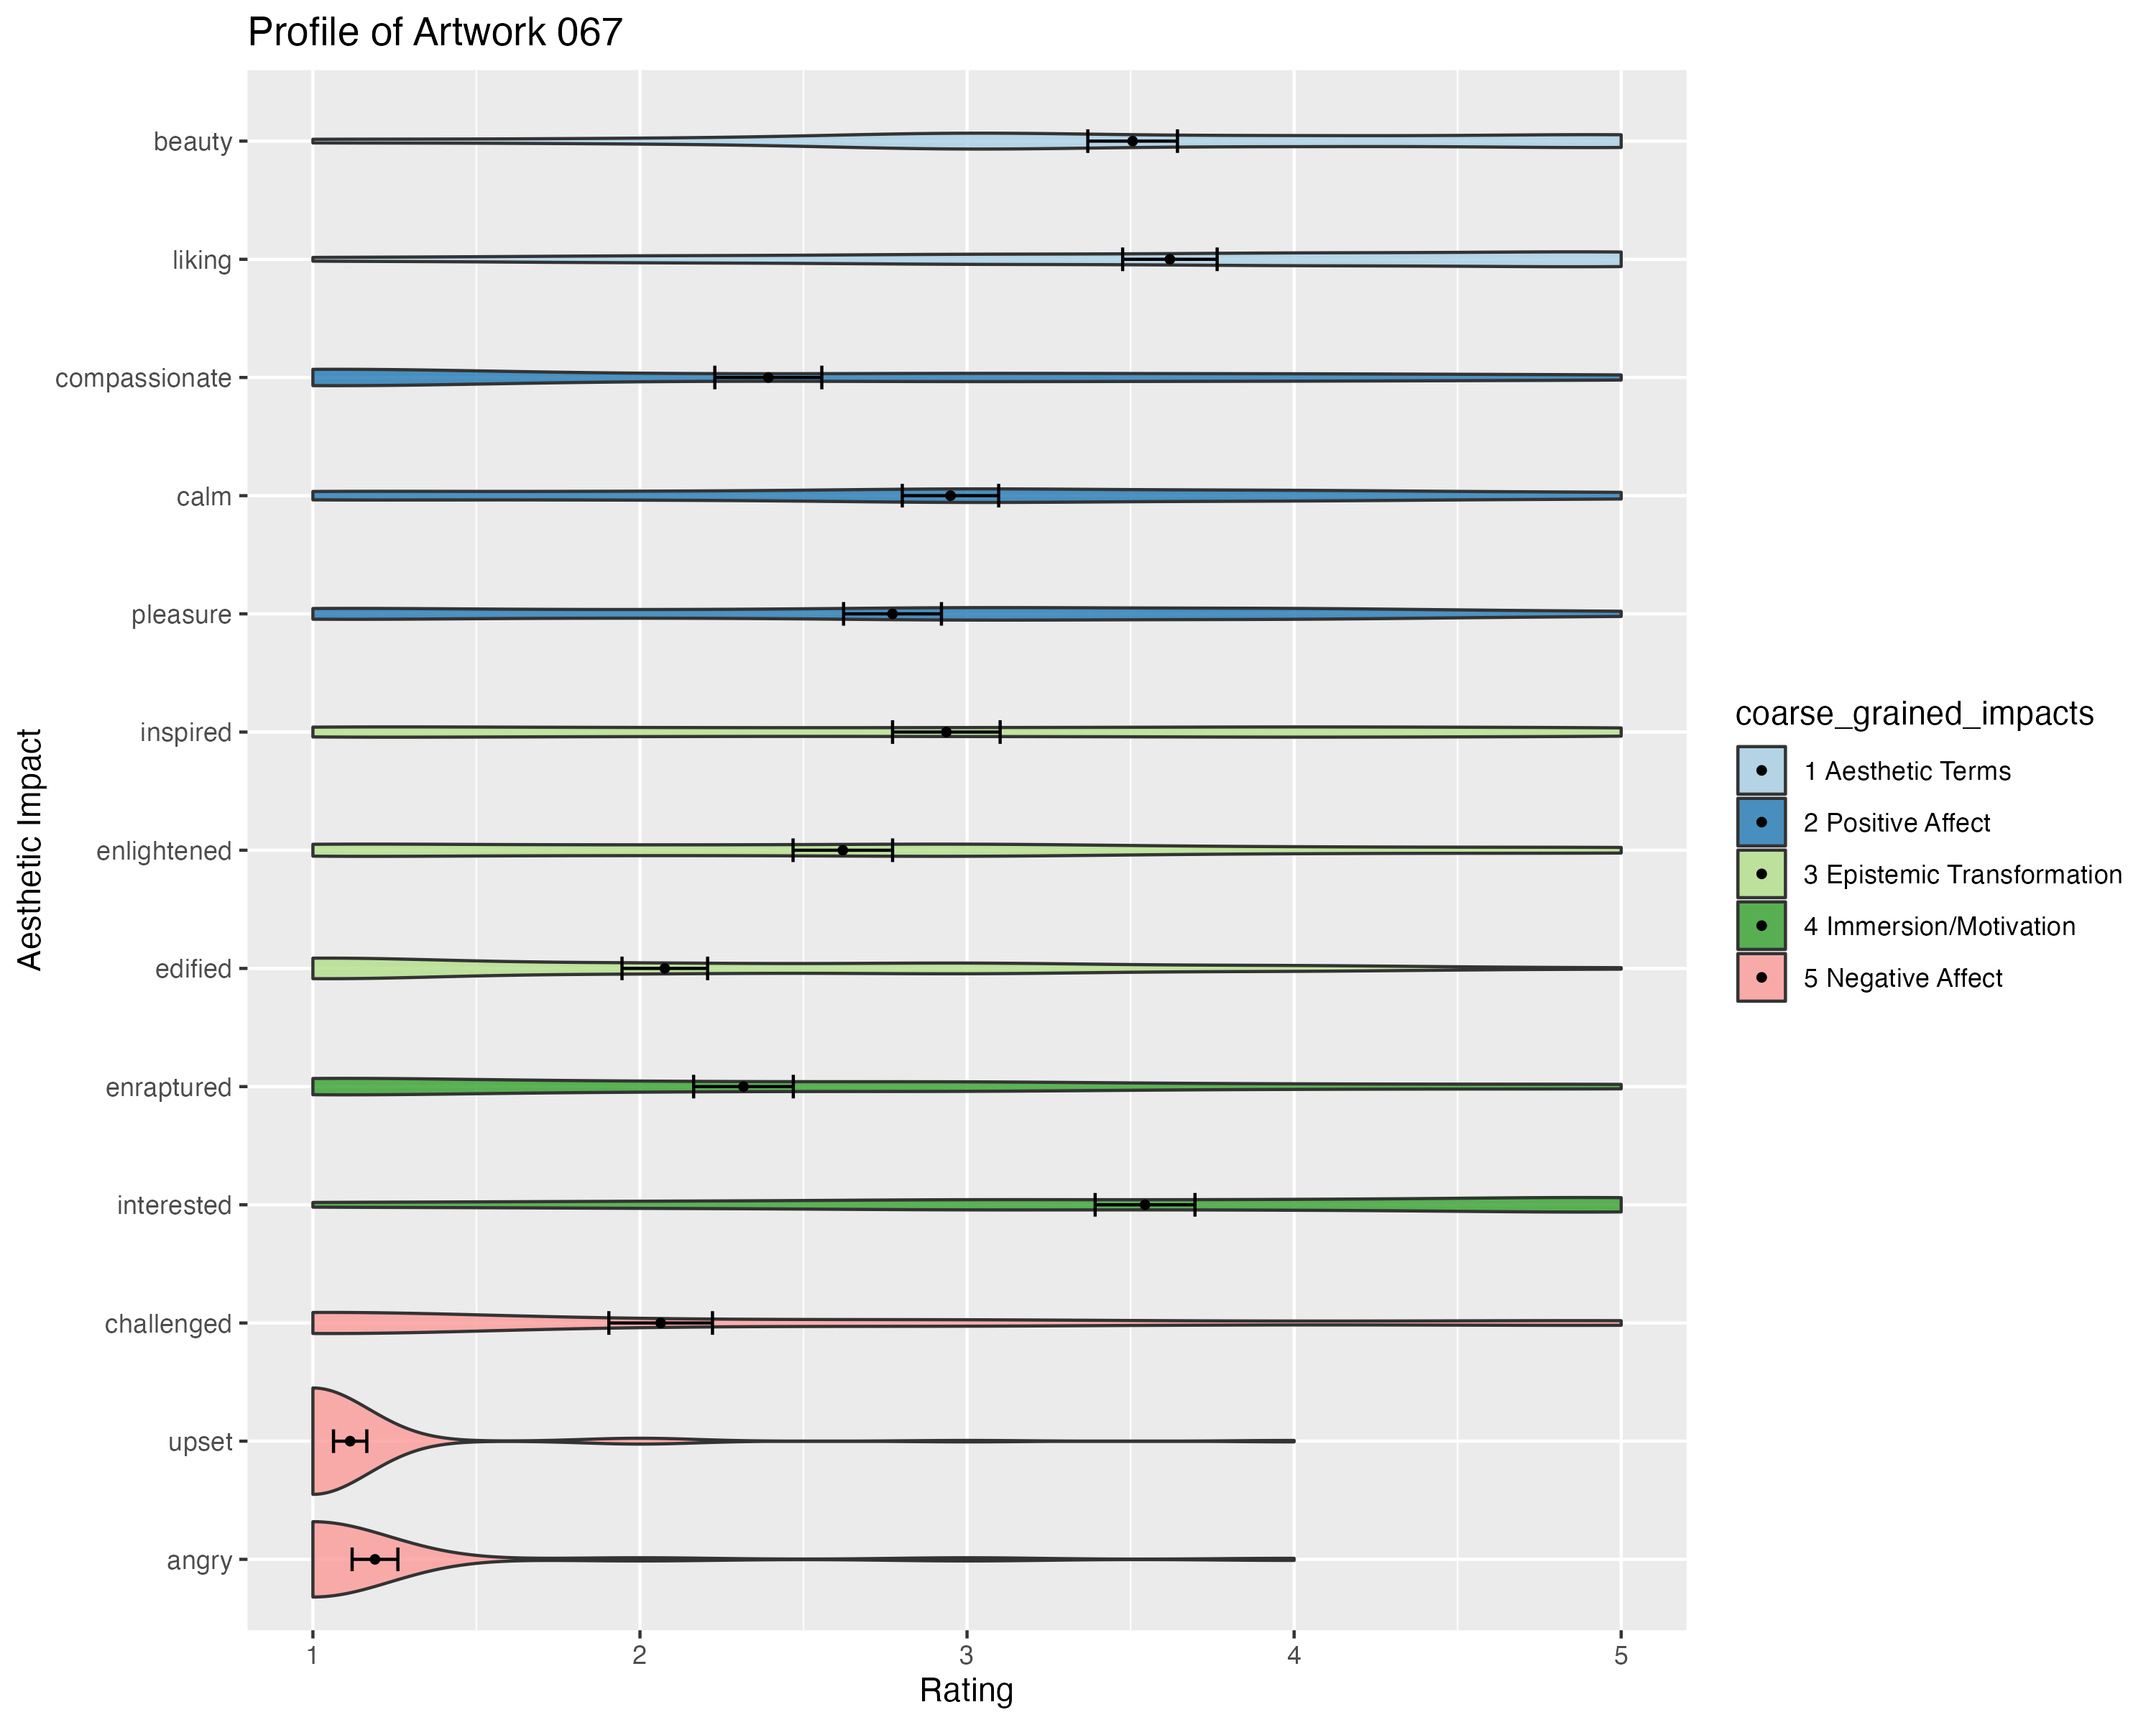 Profile of Artwork 067
beauty
liking
compassionate
calm
pleasure
inspired
enlightened
edified
enraptured
interested
challenged
upset
angry
Aesthetic Impact
1 2 3 4 5
Rating
coarse_grained_impacts
1 Aesthetic Terms
2 Positive Affect
3 Epistemic Transformation
4 Immersion/Motivation
5 Negative Affect